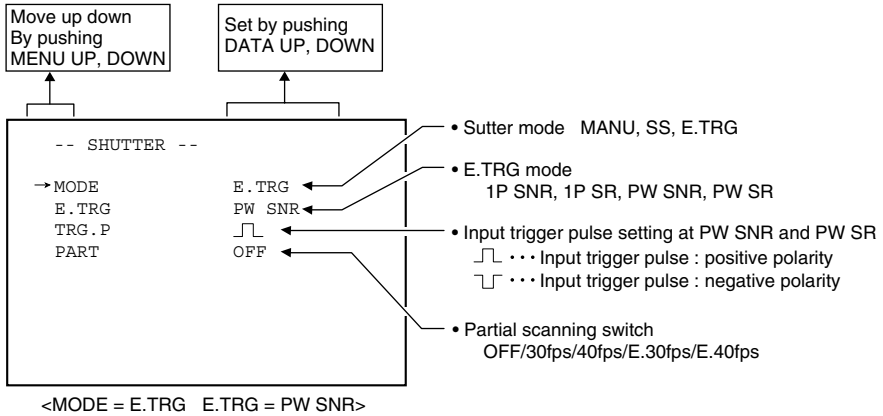 Move up down
By pushing
MENU UP, DOWN
Set by pushing
DATA UP, DOWN
-- SHUTTER --
→MODE E.TRG
E.TRG PW SNR
TRG.P
PART OFF
• Sutter mode MANU, SS, E.TRG
• E.TRG mode
1P SNR, 1P SR, PW SNR, PW SR
• Input trigger pulse setting at PW SNR and PW SR
··· Input trigger pulse : positive polarity
··· Input trigger pulse : negative polarity
• Partial scanning switch
OFF/30fps/40fps/E.30fps/E.40fps
<MODE = E.TRG E.TRG = PW SNR>